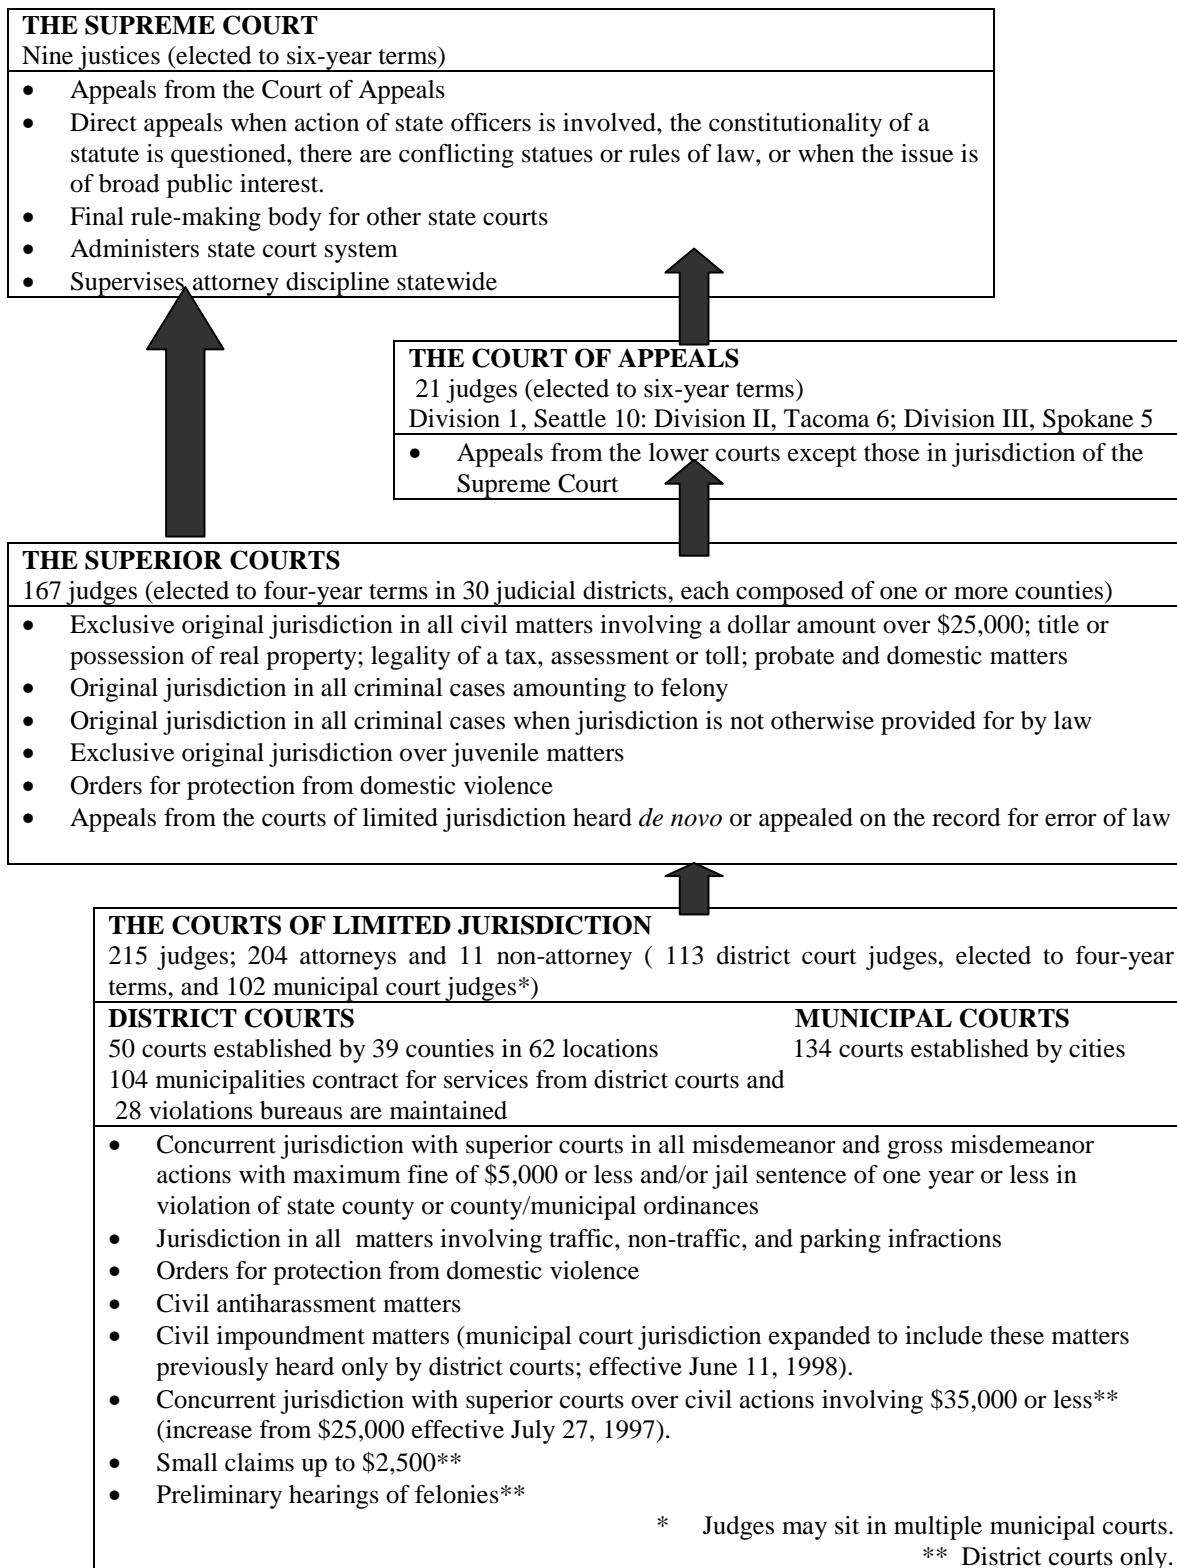 THE SUPREME COURT
Nine justices (elected to six-year terms)
• Appeals from the Court of Appeals
• Direct appeals when action of state officers is involved, the constitutionality of a
statute is questioned, there are conflicting statues or rules of law, or when the issue is
of broad public interest.
• Final rule-making body for other state courts
• Administers state court system
• Supervises attorney discipline statewide
THE COURT OF APPEALS
21 judges (elected to six-year terms)
Division 1, Seattle 10: Division II, Tacoma 6; Division III, Spokane 5
• Appeals from the lower courts except those in jurisdiction of the
Supreme Court
THE SUPERIOR COURTS
167 judges (elected to four-year terms in 30 judicial districts, each composed of one or more counties)
• Exclusive original jurisdiction in all civil matters involving a dollar amount over $25,000; title or
possession of real property; legality of a tax, assessment or toll; probate and domestic matters
• Original jurisdiction in all criminal cases amounting to felony
• Original jurisdiction in all criminal cases when jurisdiction is not otherwise provided for by law
• Exclusive original jurisdiction over juvenile matters
• Orders for protection from domestic violence
• Appeals from the courts of limited jurisdiction heard de novo or appealed on the record for error of law
THE COURTS OF LIMITED JURISDICTION
215 judges; 204 attorneys and 11 non-attorney ( 113 district court judges, elected to four-year
terms, and 102 municipal court judges*)
DISTRICT COURTS MUNICIPAL COURTS
50 courts established by 39 counties in 62 locations 134 courts established by cities
104 municipalities contract for services from district courts and
28 violations bureaus are maintained
• Concurrent jurisdiction with superior courts in all misdemeanor and gross misdemeanor
actions with maximum fine of $5,000 or less and/or jail sentence of one year or less in
violation of state county or county/municipal ordinances
• Jurisdiction in all matters involving traffic, non-traffic, and parking infractions
• Orders for protection from domestic violence
• Civil antiharassment matters
• Civil impoundment matters (municipal court jurisdiction expanded to include these matters
previously heard only by district courts; effective June 11, 1998).
• Concurrent jurisdiction with superior courts over civil actions involving $35,000 or less**
(increase from $25,000 effective July 27, 1997).
• Small claims up to $2,500**
• Preliminary hearings of felonies**
* Judges may sit in multiple municipal courts.
** District courts only.